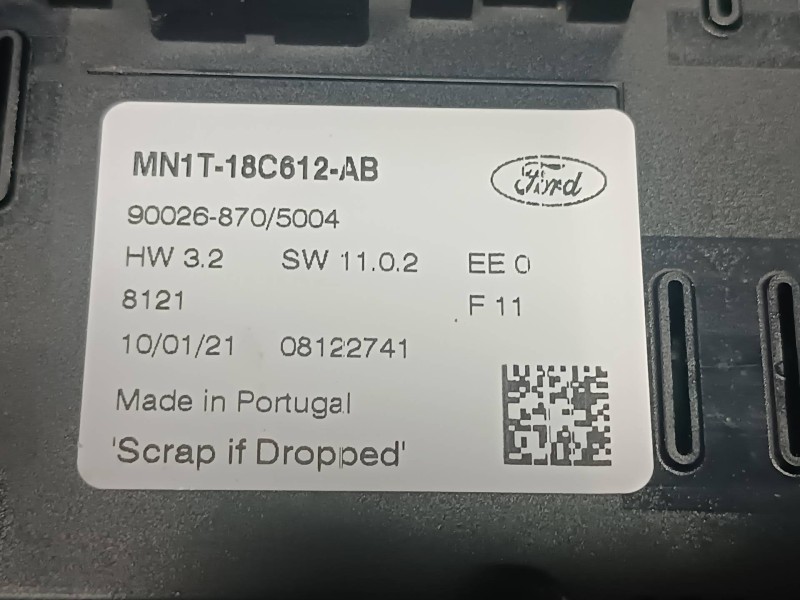 MN1T-18C612-AB
Ford
90026-870/5004
HW 3.2 SW 11.0.2 EE 0
8121 F 11
10/01/21 08122741
Made in Portugal
'Scrap if Dropped'